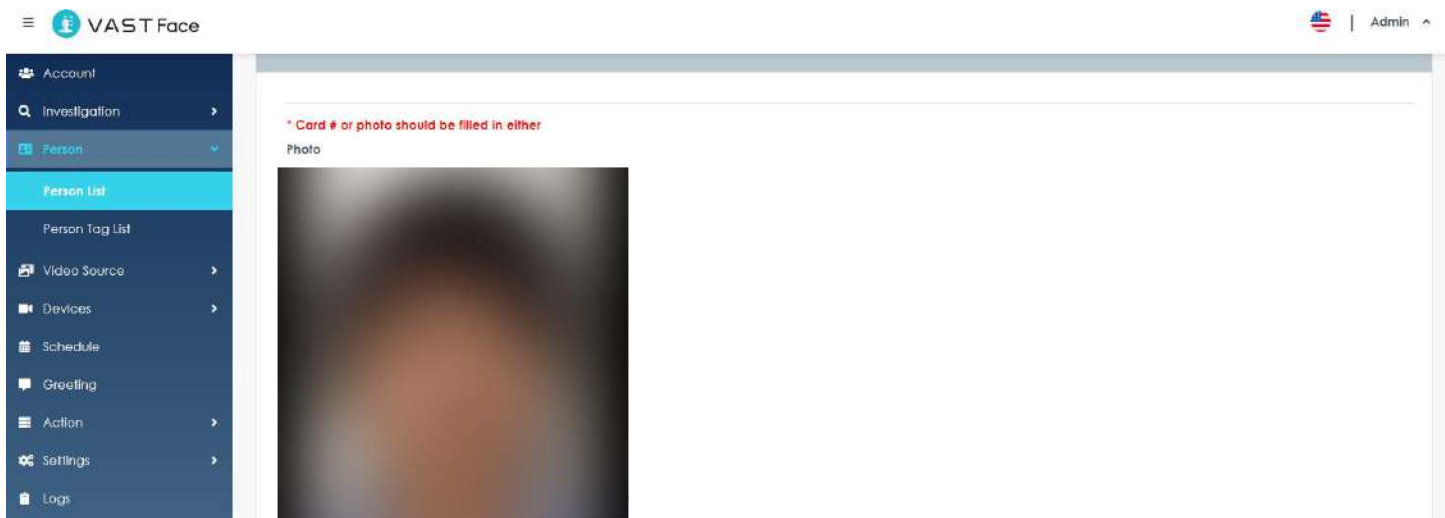 VAST Face
Admin
Account
Investigation
Person
Person List
Person Tag List
Video Source
Devices
Schedule
Greeting
Action
Settings
Logs
* Card # or photo should be filled in either
Photo